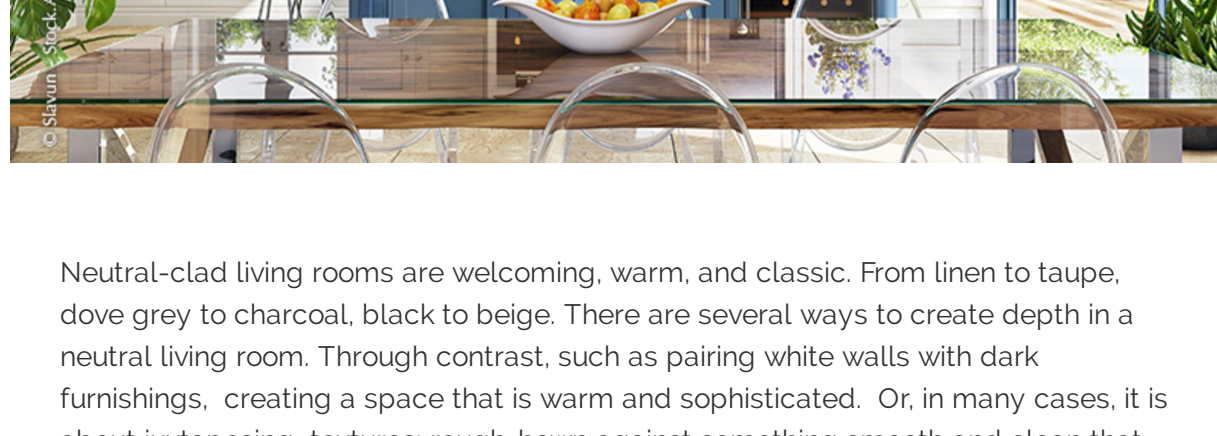 © Slavun Stock
Neutral-clad living rooms are welcoming, warm, and classic. From linen to taupe,
dove grey to charcoal, black to beige. There are several ways to create depth in a
neutral living room. Through contrast, such as pairing white walls with dark
furnishings,  creating a space that is warm and sophisticated.  Or, in many cases, it is